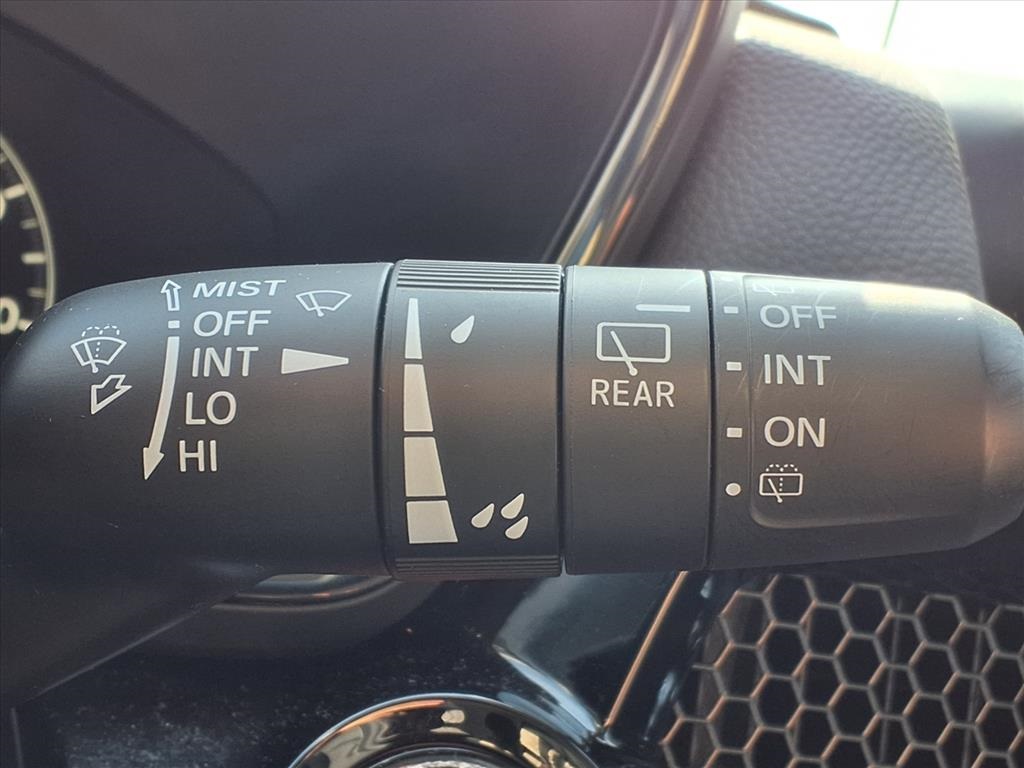 MIST
OFF
INT
LO
HI
REAR
OFF
INT
ON